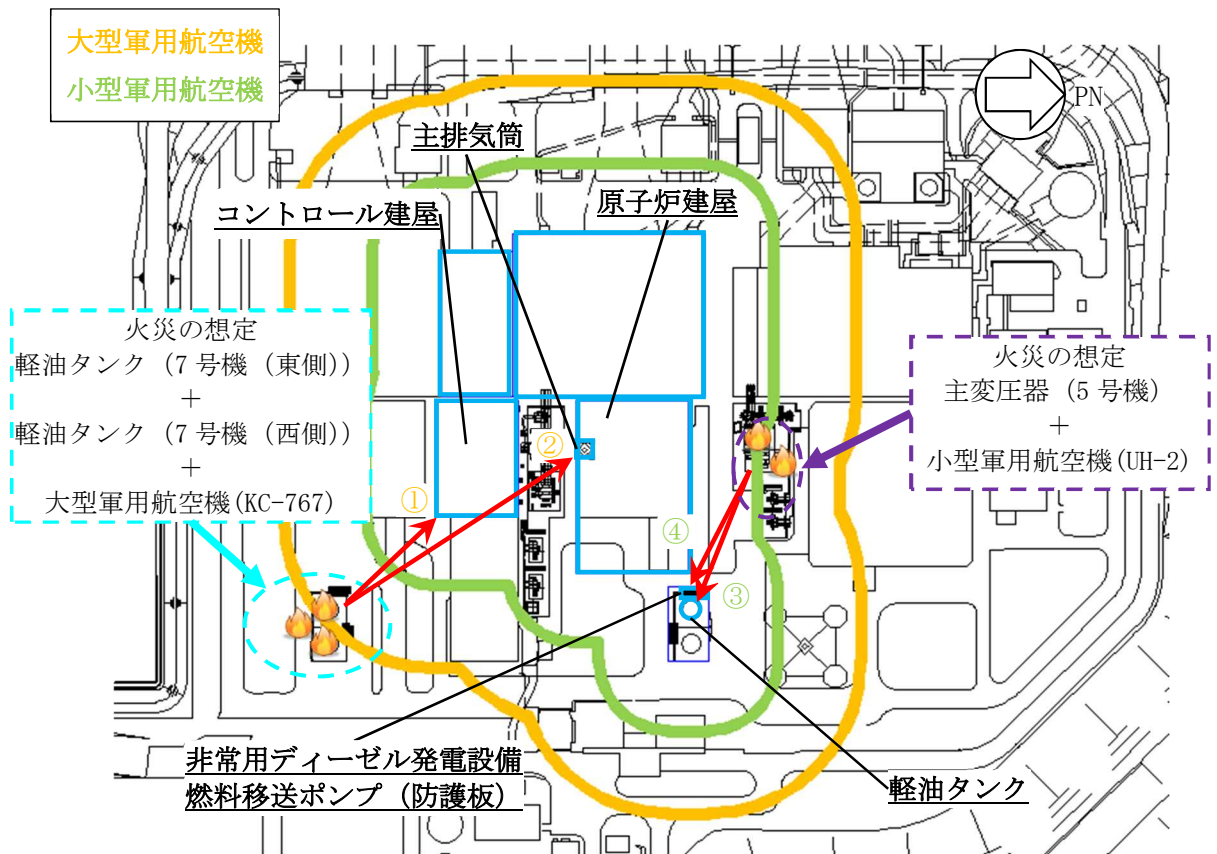 大型軍用航空機
小型軍用航空機
PN
主排気筒
コントロール建屋
原子炉建屋
火災の想定
軽油タンク (7 号機 (東側))
+
軽油タンク (7 号機 (西側))
+
大型軍用航空機(KC-767)
火災の想定
主変圧器 (5 号機)
+
小型軍用航空機(UH-2)
①
②
④
③
非常用ディーゼル発電設備
燃料移送ポンプ (防護板)
軽油タンク